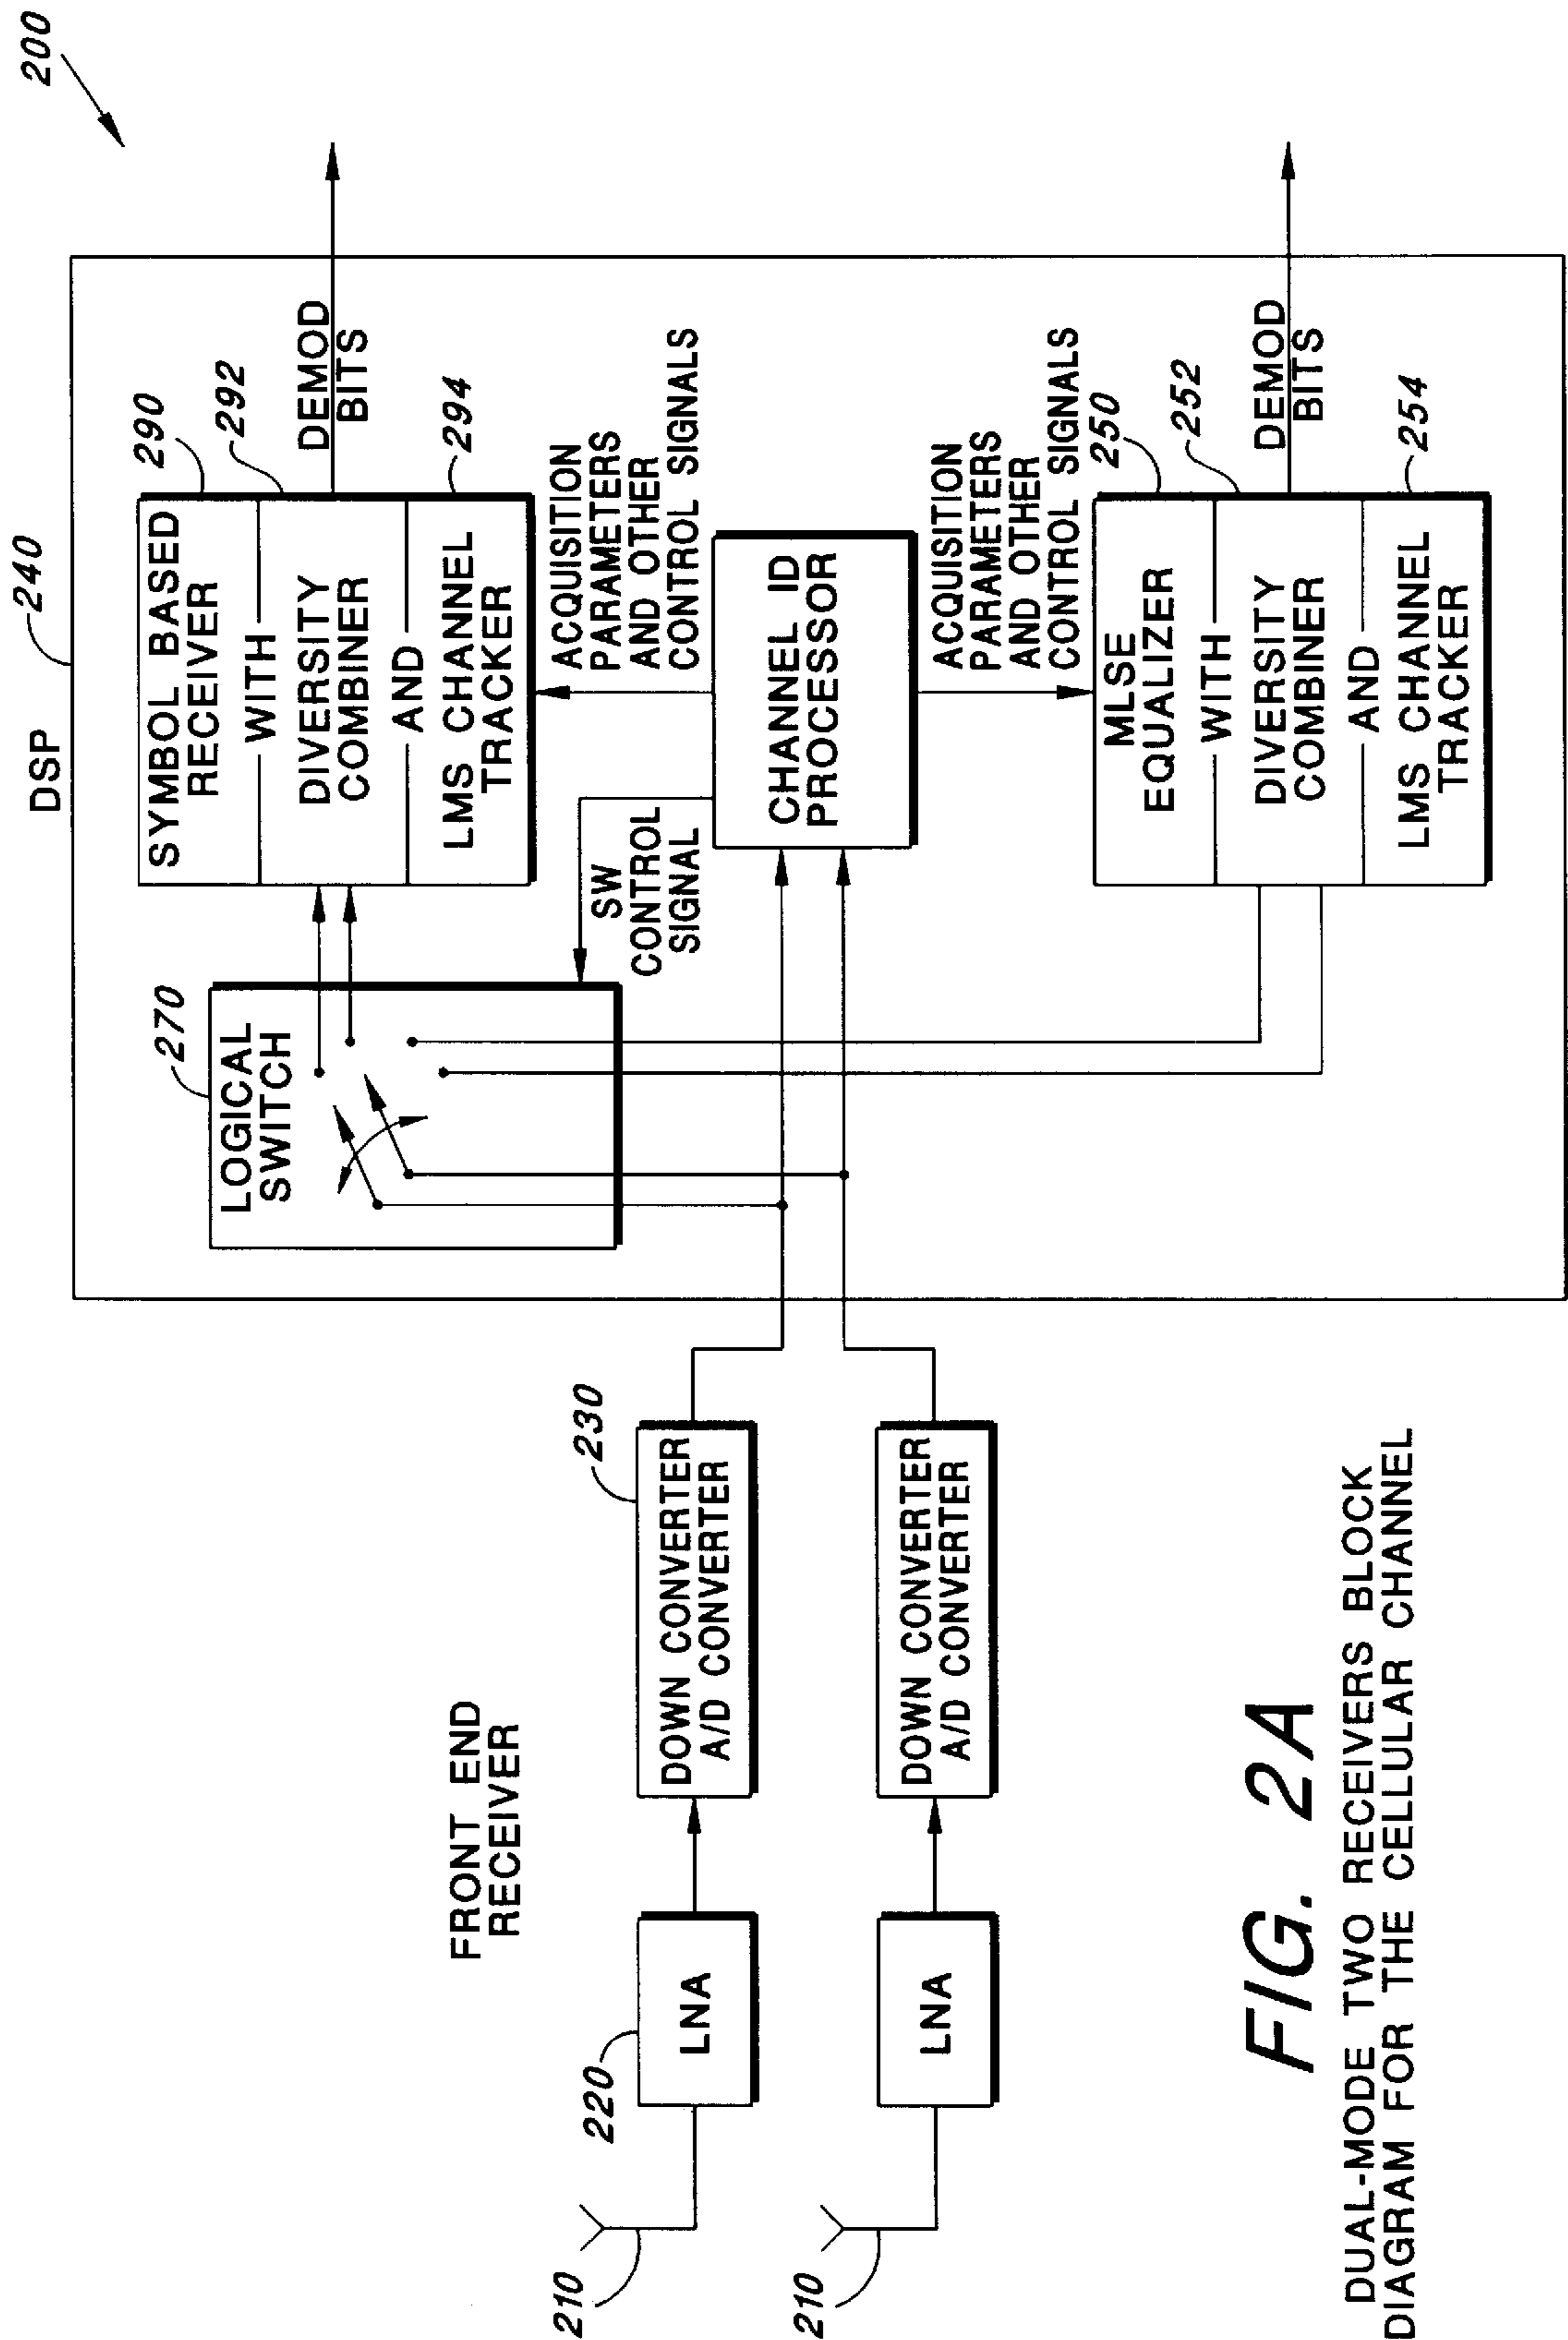 200
DSP
240
SYMBOL BASED
RECEIVER
WITH
DIVERSITY
COMBINER
AND
LMS CHANNEL
TRACKER
290
292
294
DEMOD
BITS
270
LOGICAL
SWITCH
SW
CONTROL
SIGNAL
ACQUISITION
PARAMETERS
AND OTHER
CONTROL SIGNALS
CHANNEL ID
PROCESSOR
ACQUISITION
PARAMETERS
AND OTHER
CONTROL SIGNALS
MLSE
EQUALIZER
WITH
DIVERSITY
COMBINER
AND
LMS CHANNEL
TRACKER
250
252
254
DEMOD
BITS
FRONT END
RECEIVER
210
220
LNA
230
DOWN CONVERTER
A/D CONVERTER
210
LNA
DOWN CONVERTER
A/D CONVERTER
FIG. 2A
DUAL-MODE TWO RECEIVERS BLOCK
DIAGRAM FOR THE CELLULAR CHANNEL